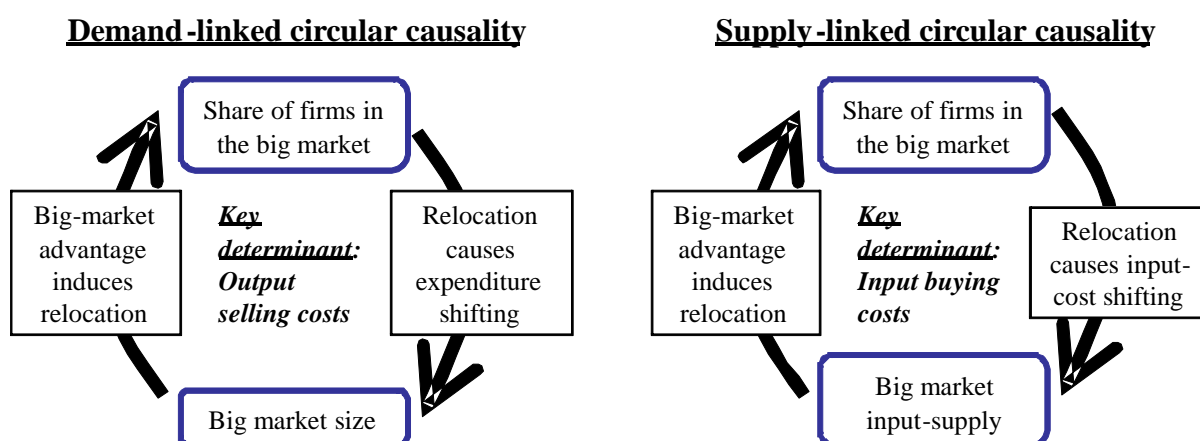 Demand-linked circular causality
Share of firms in
the big market
Big-market
advantage
induces
relocation
Key
determinant:
Output
selling costs
Relocation
causes
expenditure
shifting
Big market size
Supply-linked circular causality
Share of firms in
the big market
Big-market
advantage
induces
relocation
Key
determinant:
Input buying
costs
Relocation
causes input-
cost shifting
Big market
input-supply